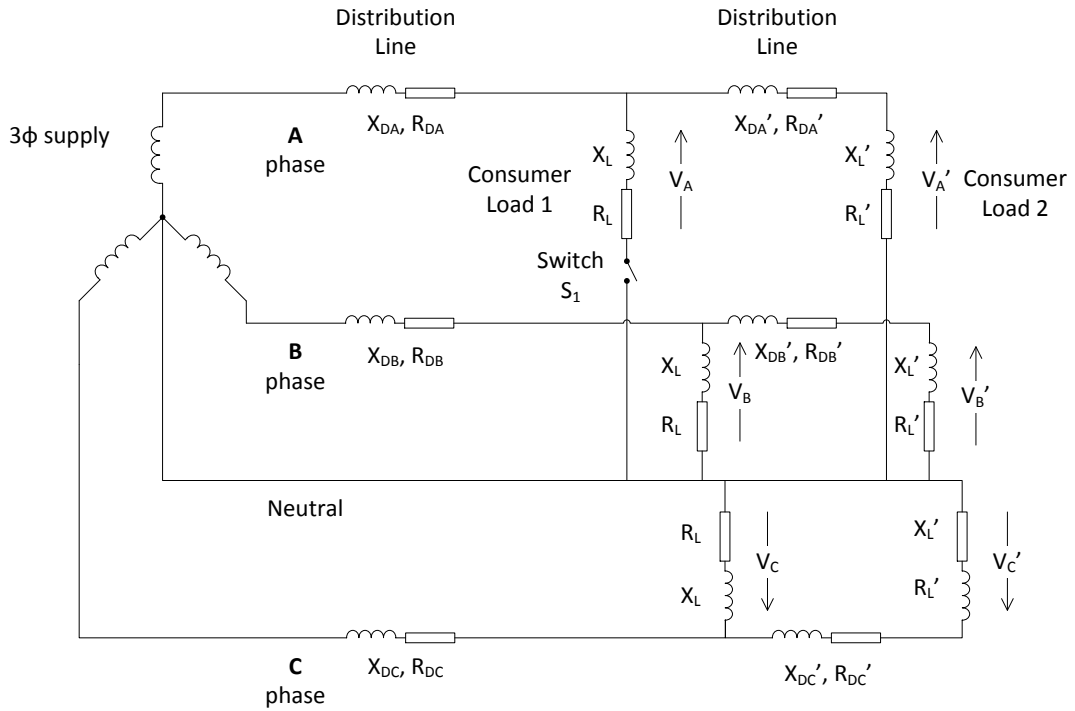 Distribution
Line
Distribution
Line
3ϕ supply
A
phase
X_DA, R_DA
X_DA', R_DA'
Consumer
Load 1
X_L
R_L
V_A
X_L'
R_L'
V_A'
Consumer
Load 2
Switch
S₁
B
phase
X_DB, R_DB
X_DB', R_DB'
X_L
R_L
V_B
X_L'
R_L'
V_B'
Neutral
R_L
X_L
V_C
X_L'
R_L'
V_C'
C
phase
X_DC, R_DC
X_DC', R_DC'